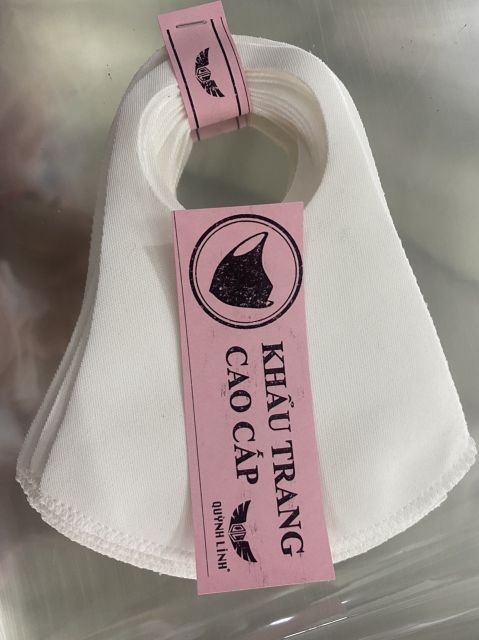 KHẨU TRANG
CAO CẤP
QUỲNH LINH®